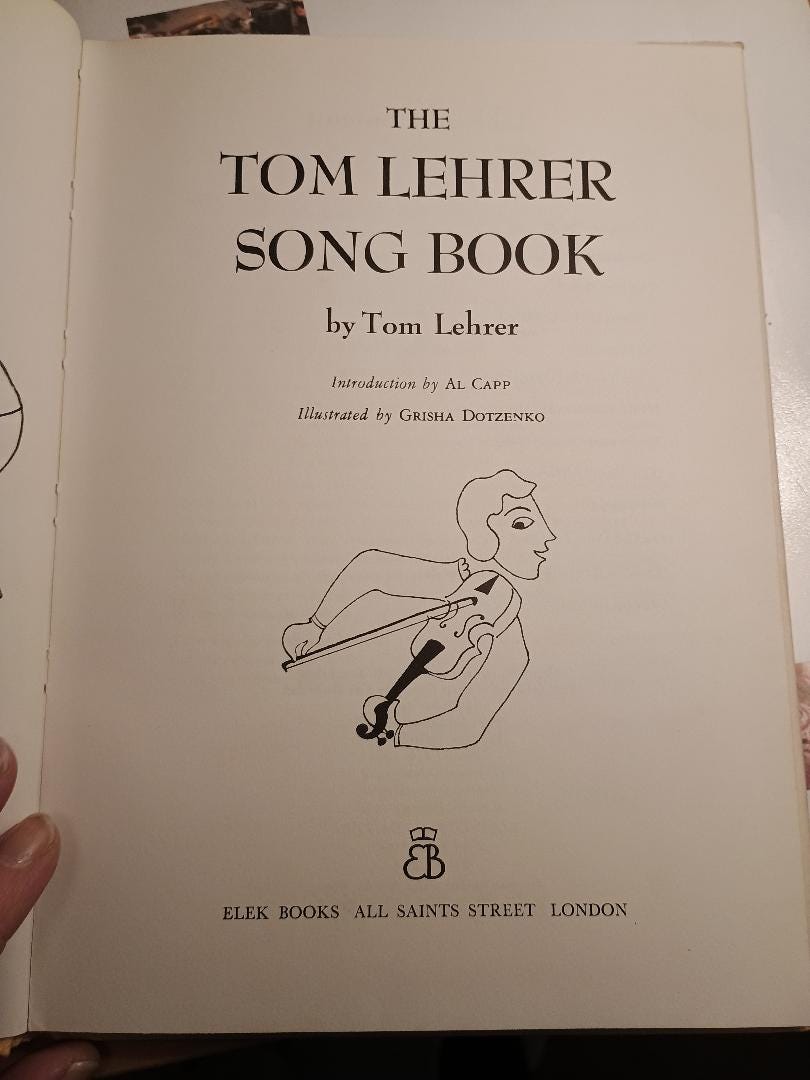 THE
TOM LEHRER
SONG BOOK
by Tom Lehrer
Introduction by AL CAPP
Illustrated by GRISHA DOTZENKO
EB
ELEK BOOKS ALL SAINTS STREET LONDON